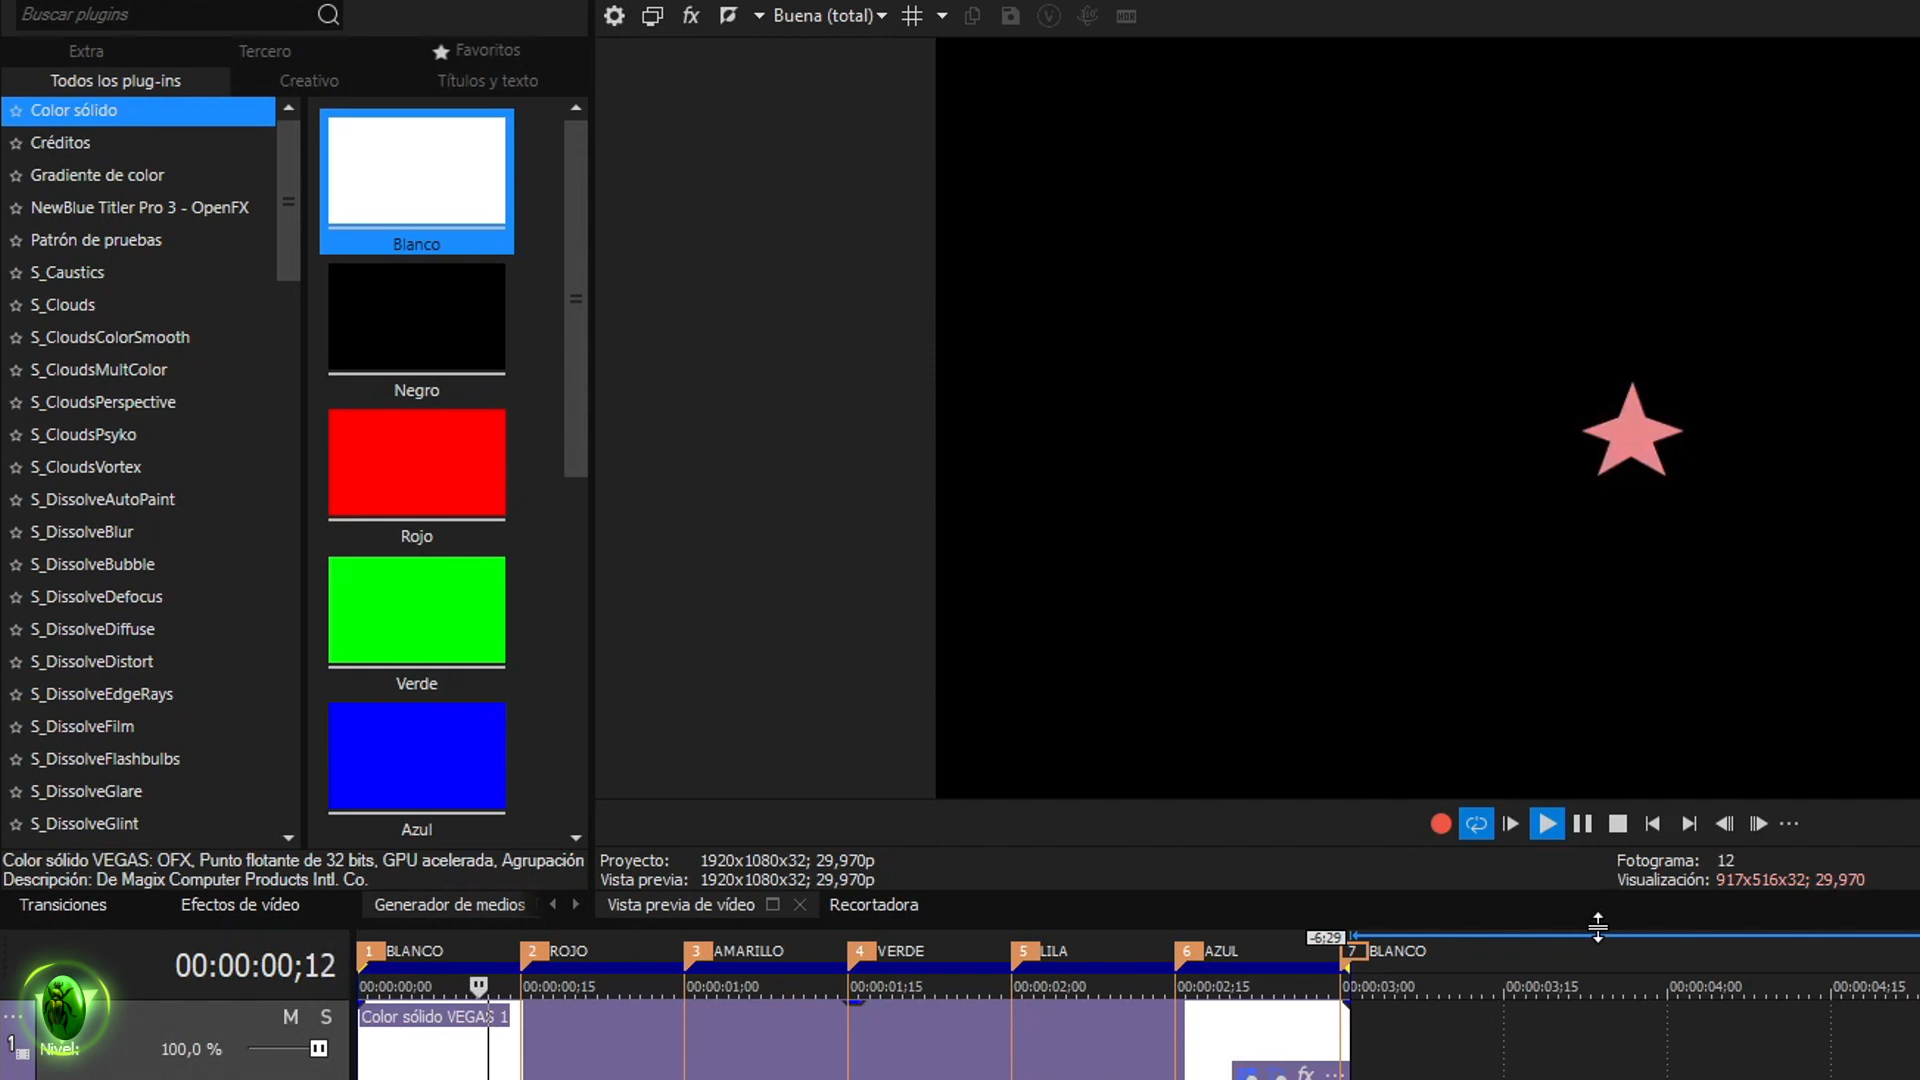 Buscar plugins
Buena (total)
Extra
Tercero
Favoritos
Todos los plug-ins
Creativo
Títulos y texto
Color sólido
Créditos
Gradiente de color
NewBlue Titler Pro 3 - OpenFX
Patrón de pruebas
S_Caustics
S_Clouds
S_CloudsColorSmooth
S_CloudsMultColor
S_CloudsPerspective
S_CloudsPsyko
S_CloudsVortex
S_DissolveAutoPaint
S_DissolveBlur
S_DissolveBubble
S_DissolveDefocus
S_DissolveDiffuse
S_DissolveDistort
S_DissolveEdgeRays
S_DissolveFilm
S_DissolveFlashbulbs
S_DissolveGlare
S_DissolveGlint
Blanco
Negro
Rojo
Verde
Azul
Color sólido VEGAS: OFX, Punto flotante de 32 bits, GPU acelerada, Agrupación
Descripción: De Magix Computer Products Intl. Co.
Proyecto: 1920x1080x32; 29,970p
Vista previa: 1920x1080x32; 29,970p
Fotograma: 12
Visualización: 917x516x32; 29,970
Transiciones
Efectos de vídeo
Generador de medios
Vista previa de vídeo
Recortadora
-6;29
1 BLANCO
2 ROJO
3 AMARILLO
4 VERDE
5 LILA
6 AZUL
7 BLANCO
00:00:00;12
00:00:00;00
00:00:00;15
00:00:01;00
00:00:01;15
00:00:02;00
00:00:02;15
00:00:03;00
00:00:03;15
00:00:04;00
00:00:04;15
M S
Color sólido VEGAS 1
1
Nivel: 100,0 %
fx